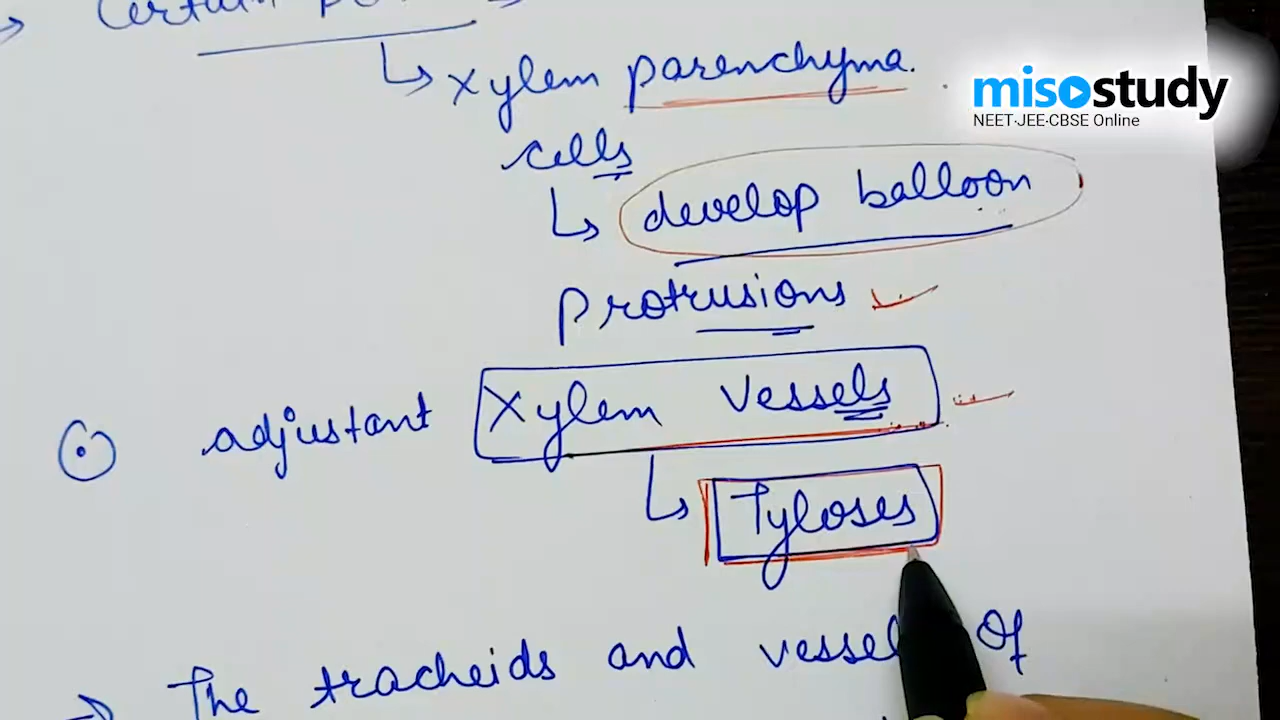 Certain
↳ xylem parenchyma.
misostudy
NEET·JEE·CBSE Online
cells
↳ develop balloon
Protrusions
adjustant Xylem Vessels
↳ Tyloses
→ The tracheids and vessel of